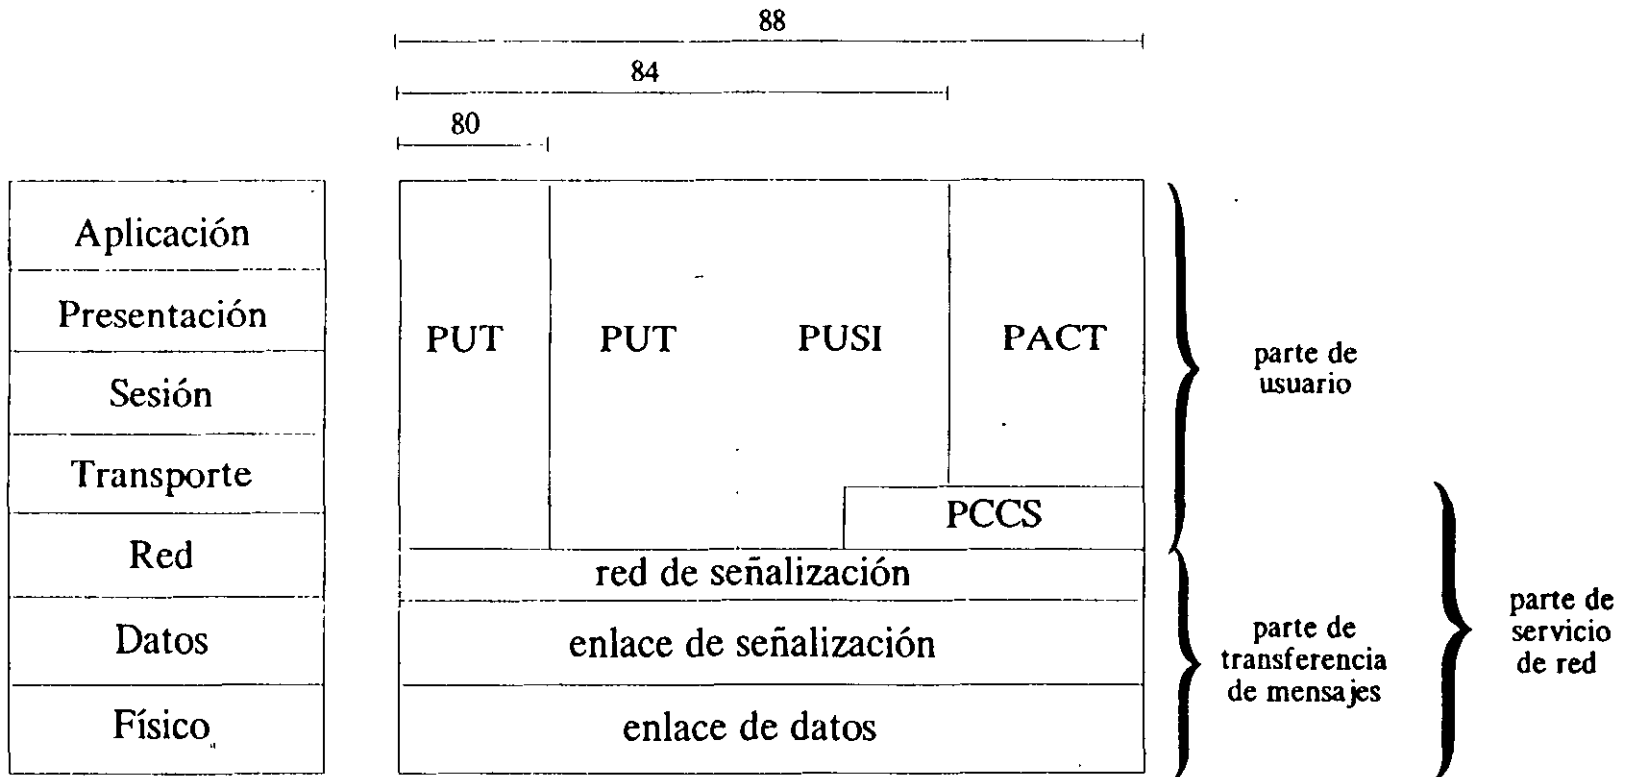 88
84
80
Aplicación
Presentación
Sesión
Transporte
Red
Datos
Físico
PUT
PUT
PUSI
PACT
PCCS
red de señalización
enlace de señalización
enlace de datos
parte de
usuario
parte de
transferencia
de mensajes
parte de
servicio
de red